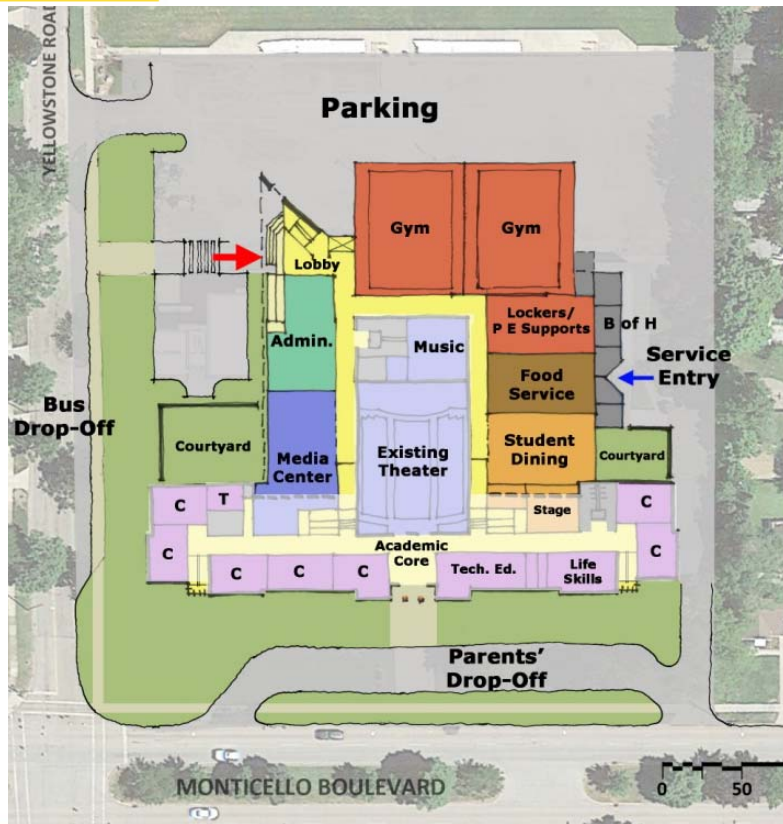 YELLOWSTONE ROAD
Parking
Gym
Gym
Lobby
Lockers/
P E Supports
B of H
Admin.
Music
Service
Entry
Food
Service
Bus
Drop-Off
Courtyard
Media
Center
Existing
Theater
Student
Dining
Courtyard
C
T
Stage
C
C
Academic
Core
C
C
C
C
Tech. Ed.
Life
Skills
C
Parents'
Drop-Off
MONTICELLO BOULEVARD
0
50